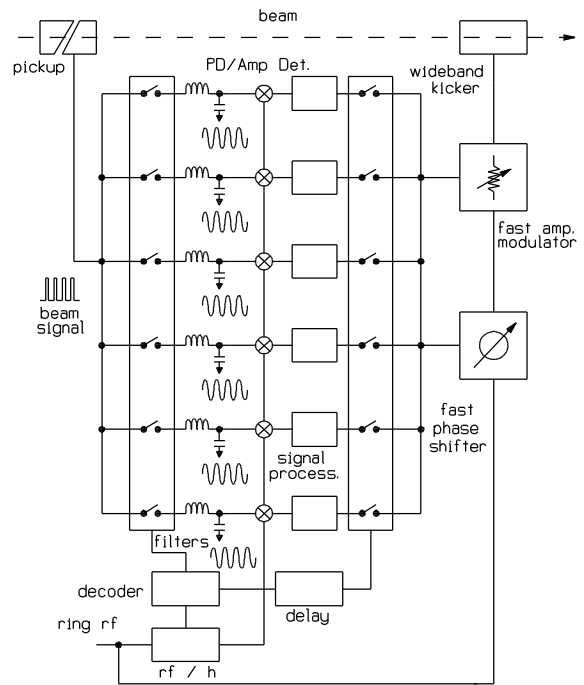 beam
pickup
PD/Amp Det.
wideband
kicker
fast amp.
modulator
beam
signal
fast
phase
shifter
signal
process.
filters
decoder
delay
ring rf
rf / h